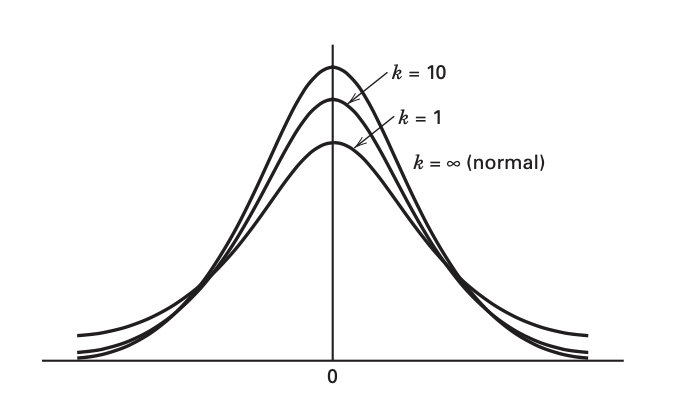 k = 10
k = 1
k = ∞ (normal)
0